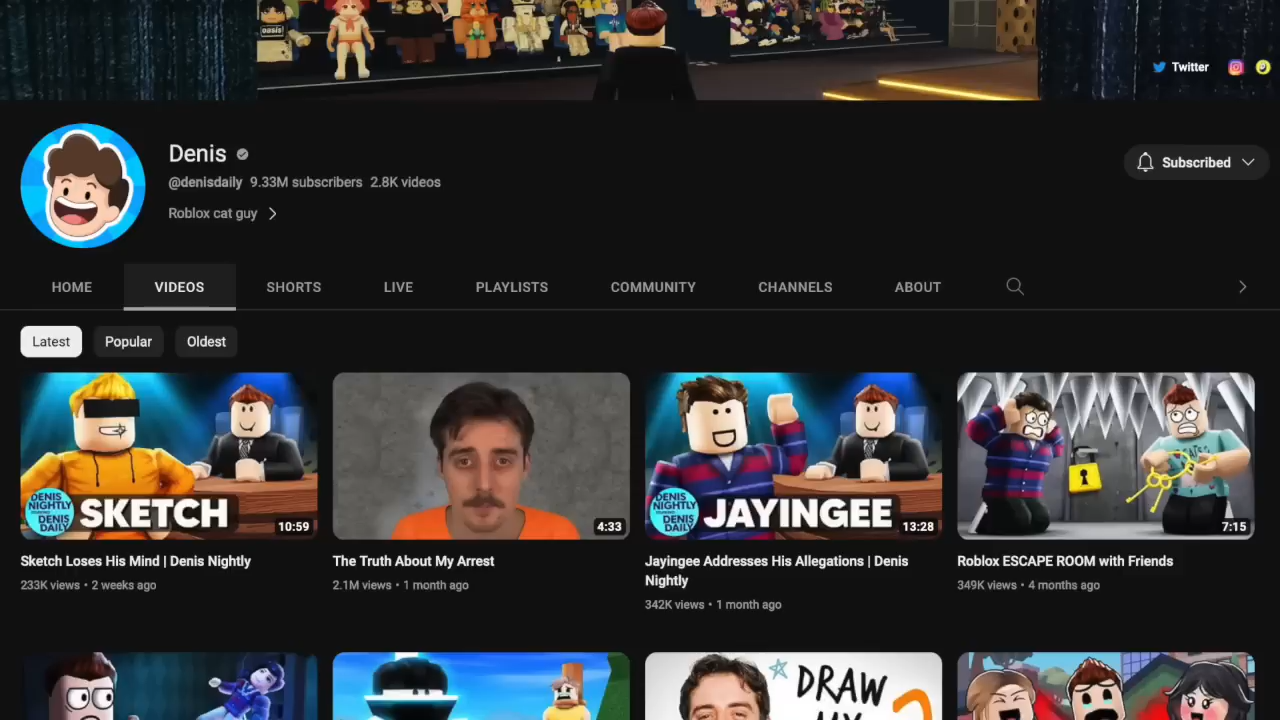 oasis
Twitter
Denis
@denisdaily 9.33M subscribers 2.8K videos
Roblox cat guy
Subscribed
HOME VIDEOS SHORTS LIVE PLAYLISTS COMMUNITY CHANNELS ABOUT
Latest Popular Oldest
DENIS
NIGHTLY
DENIS
DAILY
SKETCH
10:59
4:33
DENIS
NIGHTLY
DENIS
DAILY
JAYINGEE
13:28
7:15
Sketch Loses His Mind | Denis Nightly
233K views • 2 weeks ago
The Truth About My Arrest
2.1M views • 1 month ago
Jayingee Addresses His Allegations | Denis
Nightly
342K views • 1 month ago
Roblox ESCAPE ROOM with Friends
349K views • 4 months ago
DRAW
MY